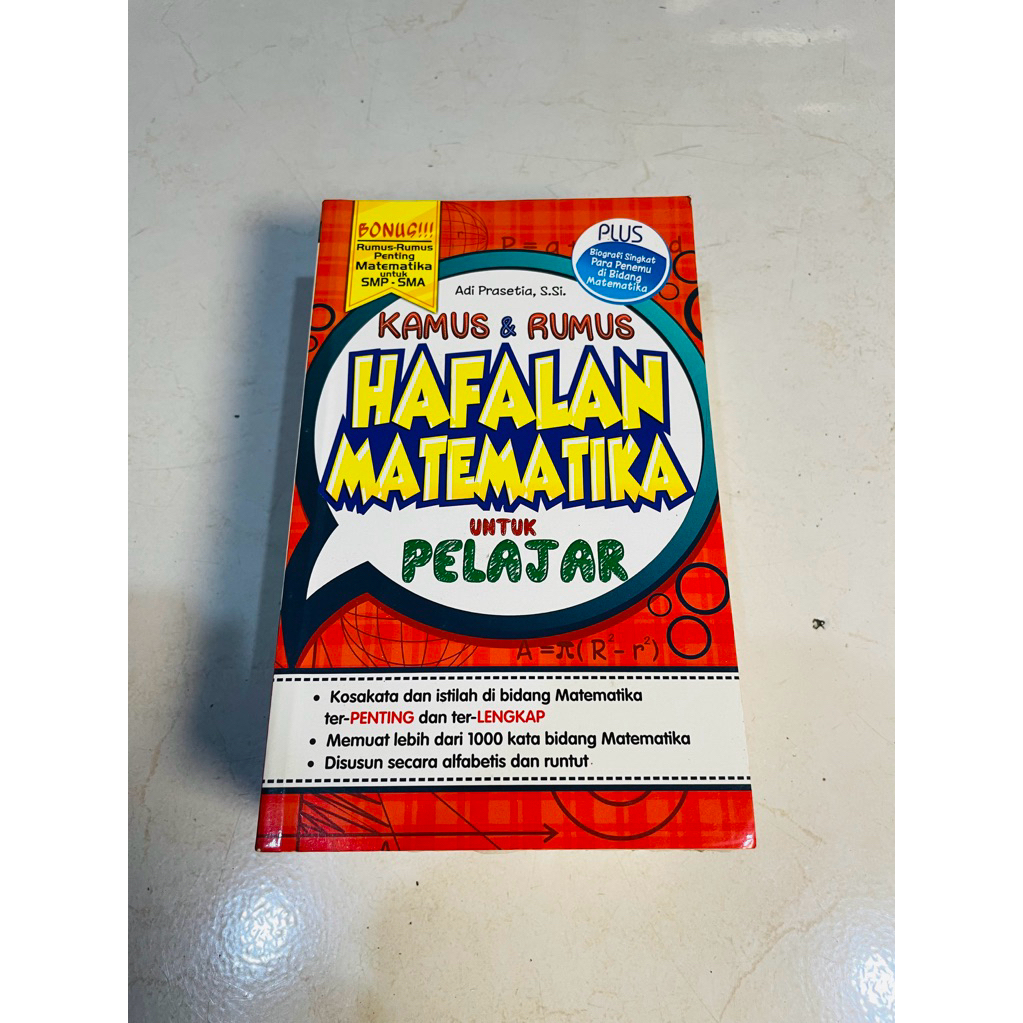 BONUS!!!
Rumus-Rumus
Penting
Matematika
untuk
SMP - SMA
PLUS
Biografi Singkat
Para Penemu
di Bidang
Matematika
Adi Prasetia, S.Si.
KAMUS & RUMUS
HAFALAN
MATEMATIKA
UNTUK
PELAJAR
A =π( R²- r²)
• Kosakata dan istilah di bidang Matematika
ter-PENTING dan ter-LENGKAP
• Memuat lebih dari 1000 kata bidang Matematika
• Disusun secara alfabetis dan runtut